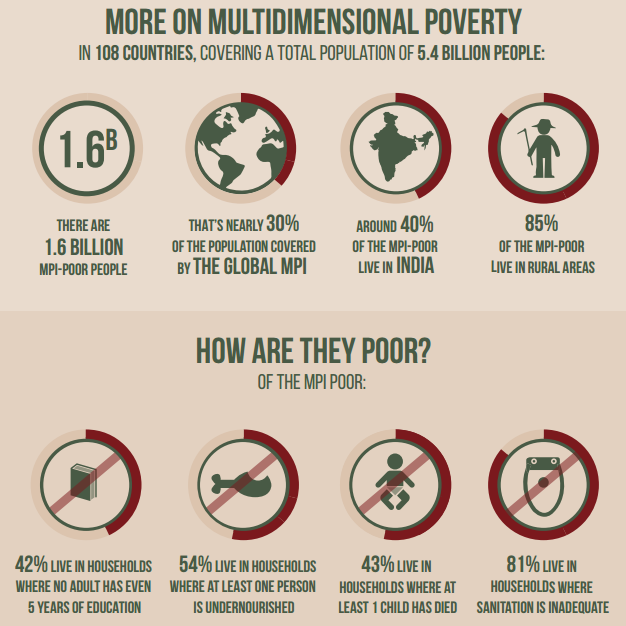 MORE ON MULTIDIMENSIONAL POVERTY
IN 108 COUNTRIES, COVERING A TOTAL POPULATION OF 5.4 BILLION PEOPLE:
1.6B
THERE ARE
1.6 BILLION
MPI-POOR PEOPLE
THAT'S NEARLY 30%
OF THE POPULATION COVERED
BY THE GLOBAL MPI
AROUND 40%
OF THE MPI-POOR
LIVE IN INDIA
85%
OF THE MPI-POOR
LIVE IN RURAL AREAS
HOW ARE THEY POOR?
OF THE MPI POOR:
42% LIVE IN HOUSEHOLDS
WHERE NO ADULT HAS EVEN
5 YEARS OF EDUCATION
54% LIVE IN HOUSEHOLDS
WHERE AT LEAST ONE PERSON
IS UNDERNOURISHED
43% LIVE IN
HOUSEHOLDS WHERE AT
LEAST 1 CHILD HAS DIED
81% LIVE IN
HOUSEHOLDS WHERE
SANITATION IS INADEQUATE